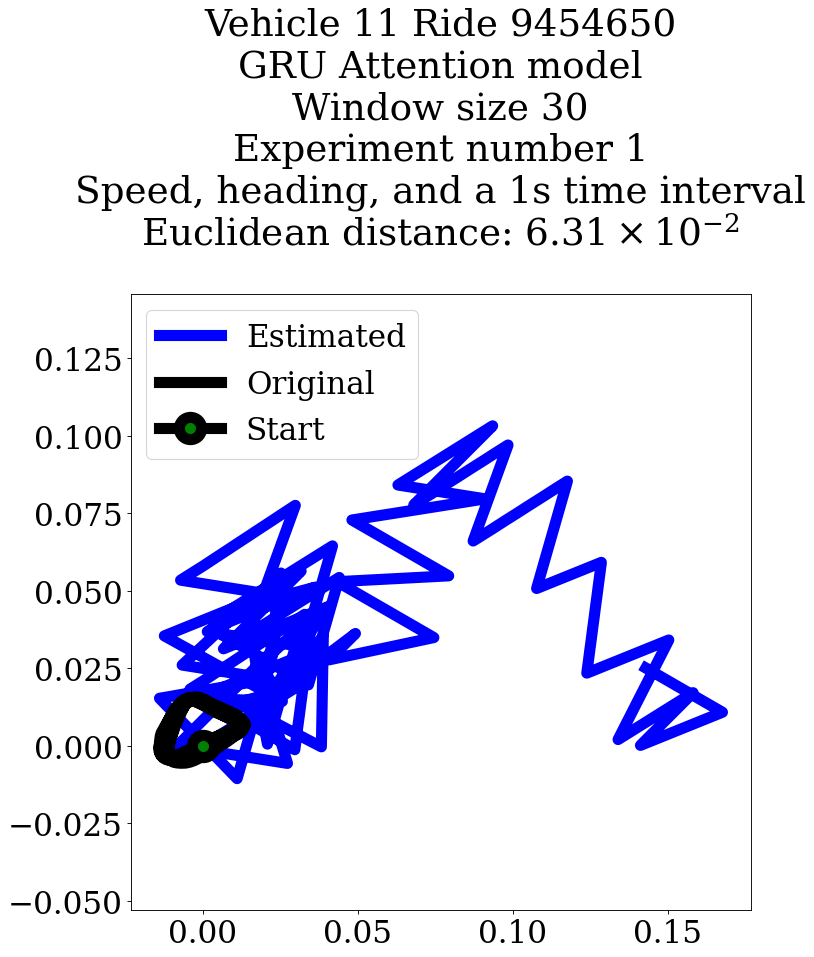 Vehicle 11 Ride 9454650
GRU Attention model
Window size 30
Experiment number 1
Speed, heading, and a 1s time interval
Euclidean distance: 6.31 × 10⁻²
Estimated
Original
Start
0.125
0.100
0.075
0.050
0.025
0.000
−0.025
−0.050
0.00 0.05 0.10 0.15